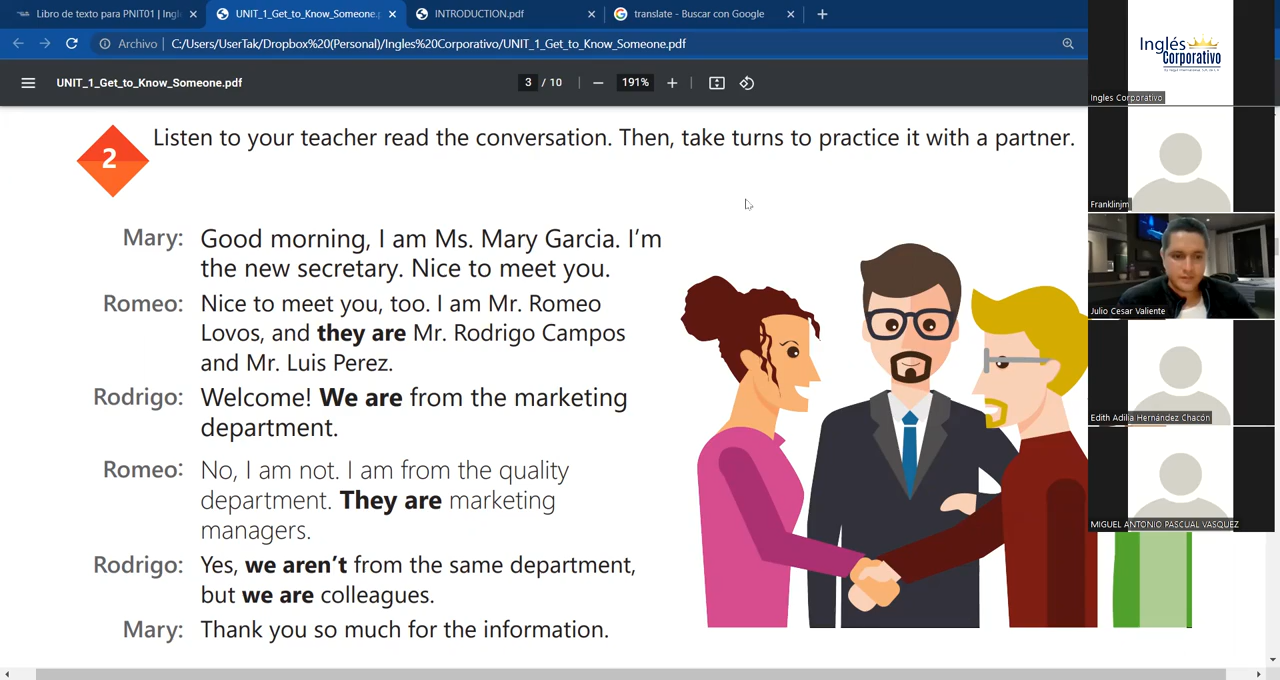 Libro de texto para PNIT01 | Ingl
UNIT_1_Get_to_Know_Someone.p
INTRODUCTION.pdf
translate - Buscar con Google
Archivo
C:/Users/UserTak/Dropbox%20(Personal)/Ingles%20Corporativo/UNIT_1_Get_to_Know_Someone.pdf
UNIT_1_Get_to_Know_Someone.pdf
3 / 10
191%
2
Listen to your teacher read the conversation. Then, take turns to practice it with a partner.
Mary: Good morning, I am Ms. Mary Garcia. I'm
the new secretary. Nice to meet you.
Romeo: Nice to meet you, too. I am Mr. Romeo
Lovos, and they are Mr. Rodrigo Campos
and Mr. Luis Perez.
Rodrigo: Welcome! We are from the marketing
department.
Romeo: No, I am not. I am from the quality
department. They are marketing
managers.
Rodrigo: Yes, we aren't from the same department,
but we are colleagues.
Mary: Thank you so much for the information.
Inglés
Corporativo
Ingles Corporativo
Franklinjm
Julio Cesar Valiente
Edith Adilia Hernández Chacón
MIGUEL ANTONIO PASCUAL VASQUEZ